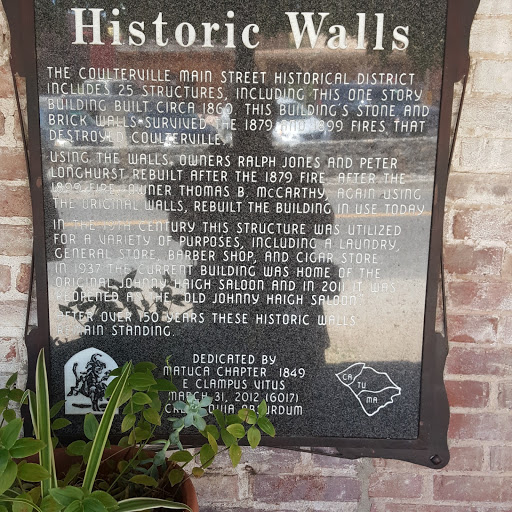 Historic Walls
THE COULTERVILLE MAIN STREET HISTORICAL DISTRICT
INCLUDES 25 STRUCTURES, INCLUDING THIS ONE STORY
BUILDING BUILT CIRCA 1860. THIS BUILDING'S STONE AND
BRICK WALLS SURVIVED THE 1879 AND 1899 FIRES THAT
DESTROYED COULTERVILLE.
USING THE WALLS, OWNERS RALPH JONES AND PETER
LONGHURST REBUILT AFTER THE 1879 FIRE. AFTER THE
1899 FIRE, OWNER THOMAS B. MCCARTHY, AGAIN USING
THE ORIGINAL WALLS, REBUILT THE BUILDING IN USE TODAY.
IN THE 19TH CENTURY THIS STRUCTURE WAS UTILIZED
FOR A VARIETY OF PURPOSES, INCLUDING A LAUNDRY,
GENERAL STORE, BARBER SHOP, AND CIGAR STORE
IN 1937 THE CURRENT BUILDING WAS HOME OF THE
ORIGINAL JOHNNY HAIGH SALOON AND IN 2011 IT WAS
REOPENED AS THE "OLD JOHNNY HAIGH SALOON"
AFTER OVER 150 YEARS THESE HISTORIC WALLS
REMAIN STANDING.
DEDICATED BY
MATUCA CHAPTER 1849
E CLAMPUS VITUS
MARCH 31, 2012 (6017)
CREDO QUIA ABSURDUM
CA
TU
MA